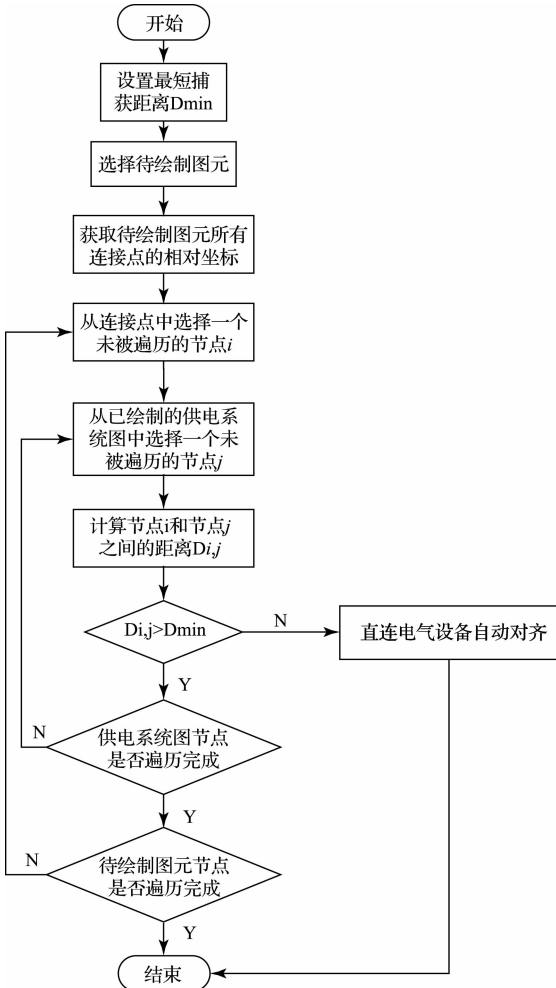 开始
设置最短捕
获距离Dmin
选择待绘制图元
获取待绘制图元所有
连接点的相对坐标
从连接点中选择一个
未被遍历的节点i
从已绘制的供电系
统图中选择一个未
被遍历的节点j
计算节点i和节点j
之间的距离Di,j
Di,j>Dmin
N
直连电气设备自动对齐
Y
N
供电系统图节点
是否遍历完成
Y
N
待绘制图元节点
是否遍历完成
Y
结束